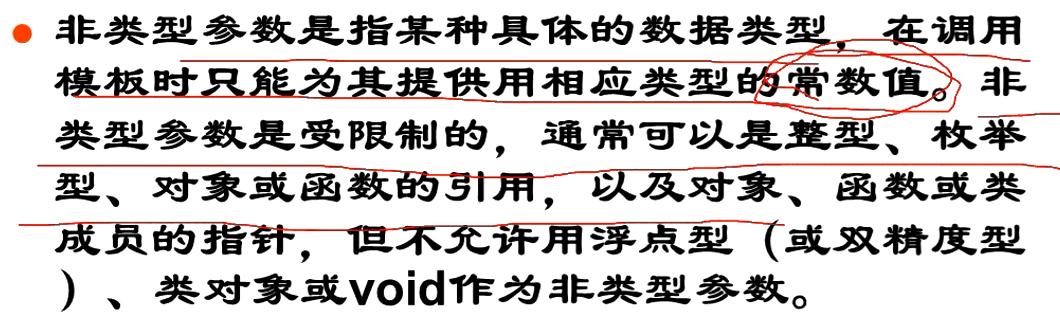 ● 非类型参数是指某种具体的数据类型，在调用
模板时只能为其提供用相应类型的常数值。非
类型参数是受限制的，通常可以是整型、枚举
型、对象或函数的引用，以及对象、函数或类
成员的指针，但不允许用浮点型（或双精度型
）、类对象或void作为非类型参数。